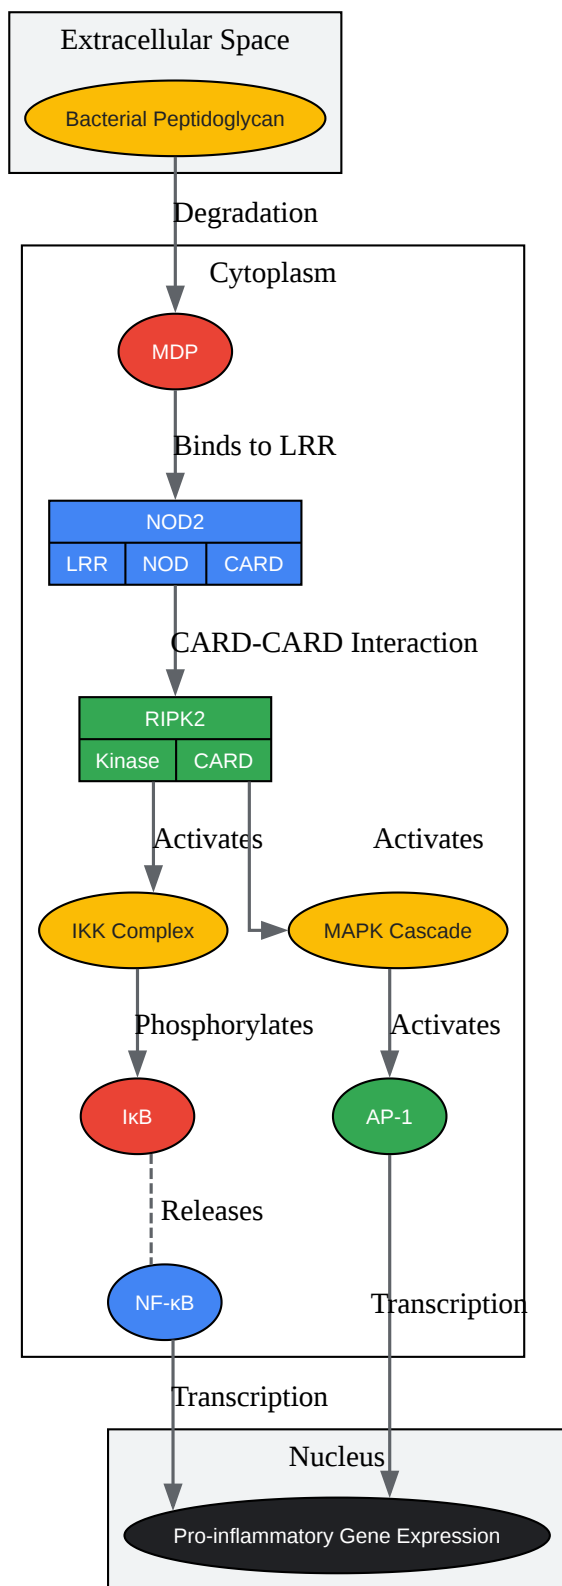 Extracellular Space
Bacterial Peptidoglycan
Degradation
Cytoplasm
MDP
Binds to LRR
NOD2
LRR NOD CARD
CARD-CARD Interaction
RIPK2
Kinase CARD
Activates Activates
IKK Complex MAPK Cascade
Phosphorylates Activates
IκB AP-1
Releases
NF-κB Transcription
Transcription
Nucleus
Pro-inflammatory Gene Expression